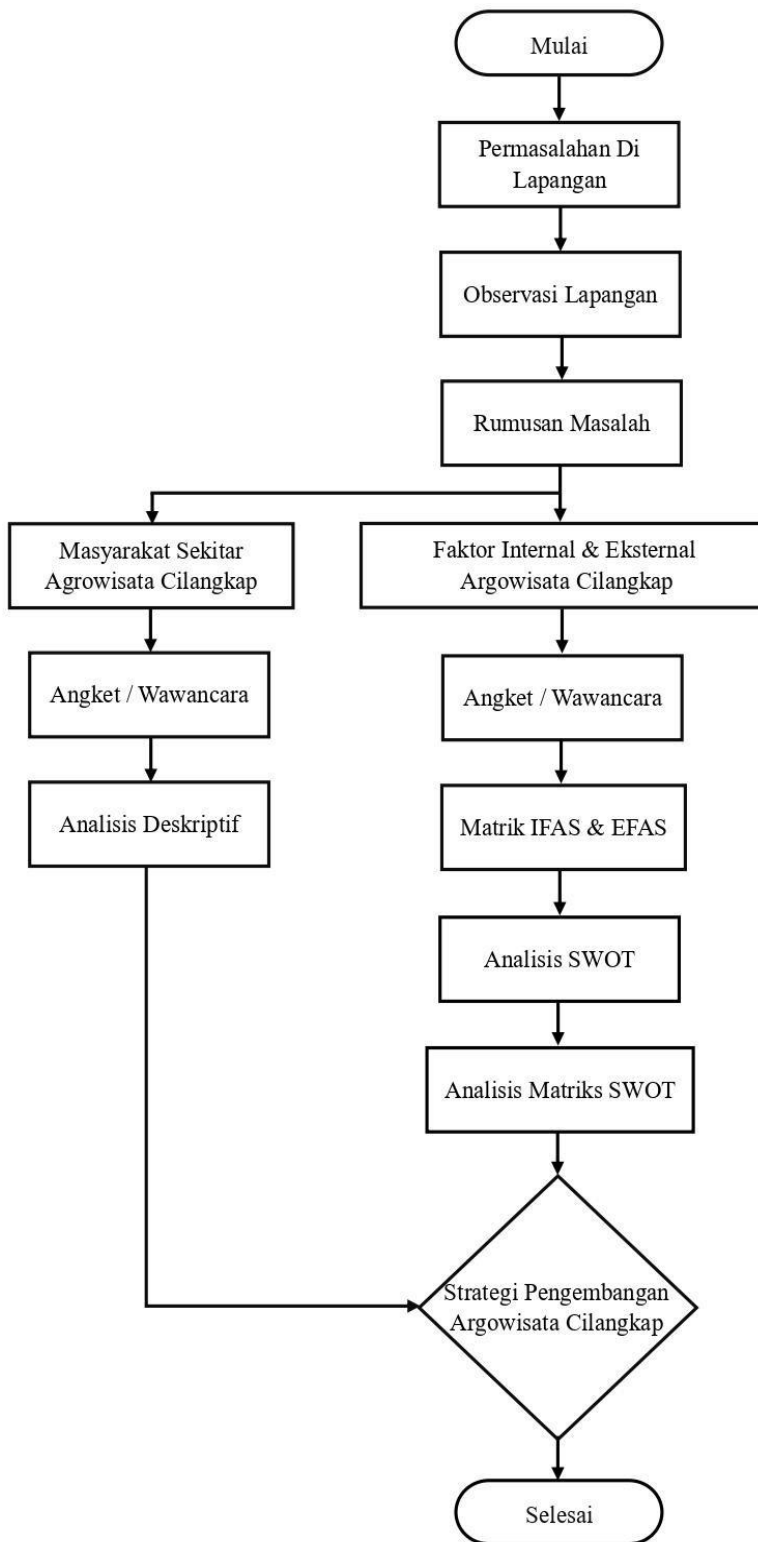 Mulai
Permasalahan Di
Lapangan
Observasi Lapangan
Rumusan Masalah
Masyarakat Sekitar
Agrowisata Cilangkap
Faktor Internal & Eksternal
Argowisata Cilangkap
Angket / Wawancara
Angket / Wawancara
Analisis Deskriptif
Matrik IFAS & EFAS
Analisis SWOT
Analisis Matriks SWOT
Strategi Pengembangan
Argowisata Cilangkap
Selesai